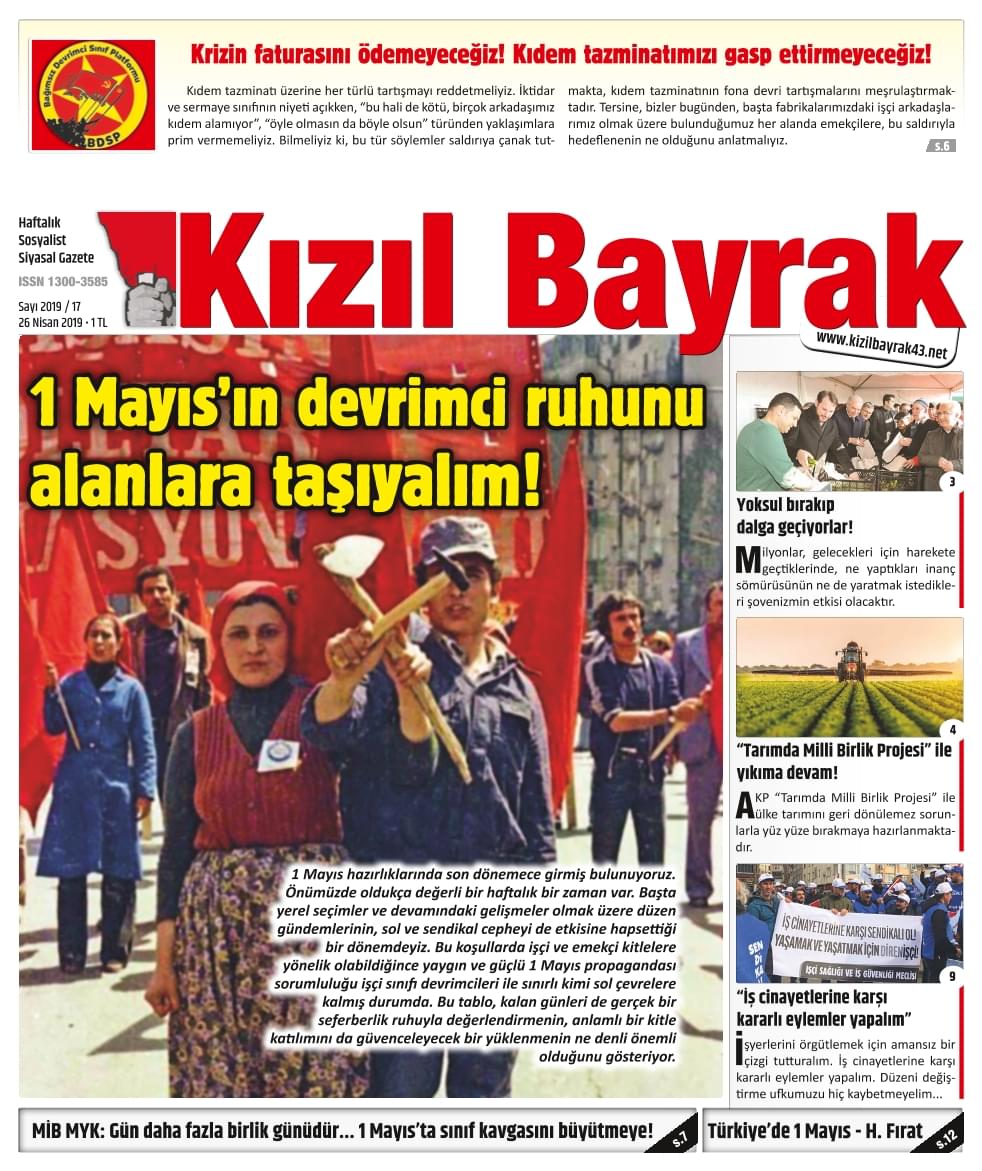 Bağımsız Devrimci Sınıf Platformu
BDSP
Krizin faturasını ödemeyeceğiz! Kıdem tazminatımızı gasp ettirmeyeceğiz!
Kıdem tazminatı üzerine her türlü tartışmayı reddetmeliyiz. İktidar
ve sermaye sınıfının niyeti açıkken, “bu hali de kötü, birçok arkadaşımız
kıdem alamıyor“, “öyle olmasın da böyle olsun” türünden yaklaşımlara
prim vermemeliyiz. Bilmeliyiz ki, bu tür söylemler saldırıya çanak tut-
makta, kıdem tazminatının fona devri tartışmalarını meşrulaştırmak-
tadır. Tersine, bizler bugünden, başta fabrikalarımızdaki işçi arkadaşla-
rımız olmak üzere bulunduğumuz her alanda emekçilere, bu saldırıyla
hedeflenenin ne olduğunu anlatmalıyız.
s.6
Haftalık
Sosyalist
Siyasal Gazete
ISSN 1300-3585
Sayı 2019 / 17
26 Nisan 2019 • 1 TL
Kızıl Bayrak
www.kizilbayrak43.net
1 Mayıs’ın devrimci ruhunu
alanlara taşıyalım!
1 Mayıs hazırlıklarında son dönemece girmiş bulunuyoruz.
Önümüzde oldukça değerli bir haftalık bir zaman var. Başta
yerel seçimler ve devamındaki gelişmeler olmak üzere düzen
gündemlerinin, sol ve sendikal cepheyi de etkisine hapsettiği
bir dönemdeyiz. Bu koşullarda işçi ve emekçi kitlelere
yönelik olabildiğince yaygın ve güçlü 1 Mayıs propagandası
sorumluluğu işçi sınıfı devrimcileri ile sınırlı kimi sol çevrelere
kalmış durumda. Bu tablo, kalan günleri de gerçek bir
seferberlik ruhuyla değerlendirmenin, anlamlı bir kitle
katılımını da güvenceleyecek bir yüklenmenin ne denli önemli
olduğunu gösteriyor.
3
Yoksul bırakıp
dalga geçiyorlar!
Milyonlar, gelecekleri için harekete
geçtiklerinde, ne yaptıkları inanç
sömürüsünün ne de yaratmak istedikle-
ri şovenizmin etkisi olacaktır.
4
“Tarımda Milli Birlik Projesi” ile
yıkıma devam!
AKP “Tarımda Milli Birlik Projesi” ile
ülke tarımını geri dönülemez sorun-
larla yüz yüze bırakmaya hazırlanmakta-
dır.
İŞ CİNAYETLERİNE KARŞI SENDİKALI OL!
YAŞAMAK VE YAŞATMAK İÇİN DİREN İŞÇİ!
İŞÇİ SAĞLIĞI VE İŞ GÜVENLİĞİ MECLİSİ
9
“İş cinayetlerine karşı
kararlı eylemler yapalım”
İşyerlerini örgütlemek için amansız bir
çizgi tutturalım. İş cinayetlerine karşı
kararlı eylemler yapalım. Düzeni değiş-
tirme ufkumuzu hiç kaybetmeyelim...
MİB MYK: Gün daha fazla birlik günüdür... 1 Mayıs’ta sınıf kavgasını büyütmeye!
s.7
Türkiye’de 1 Mayıs - H. Fırat
s.12